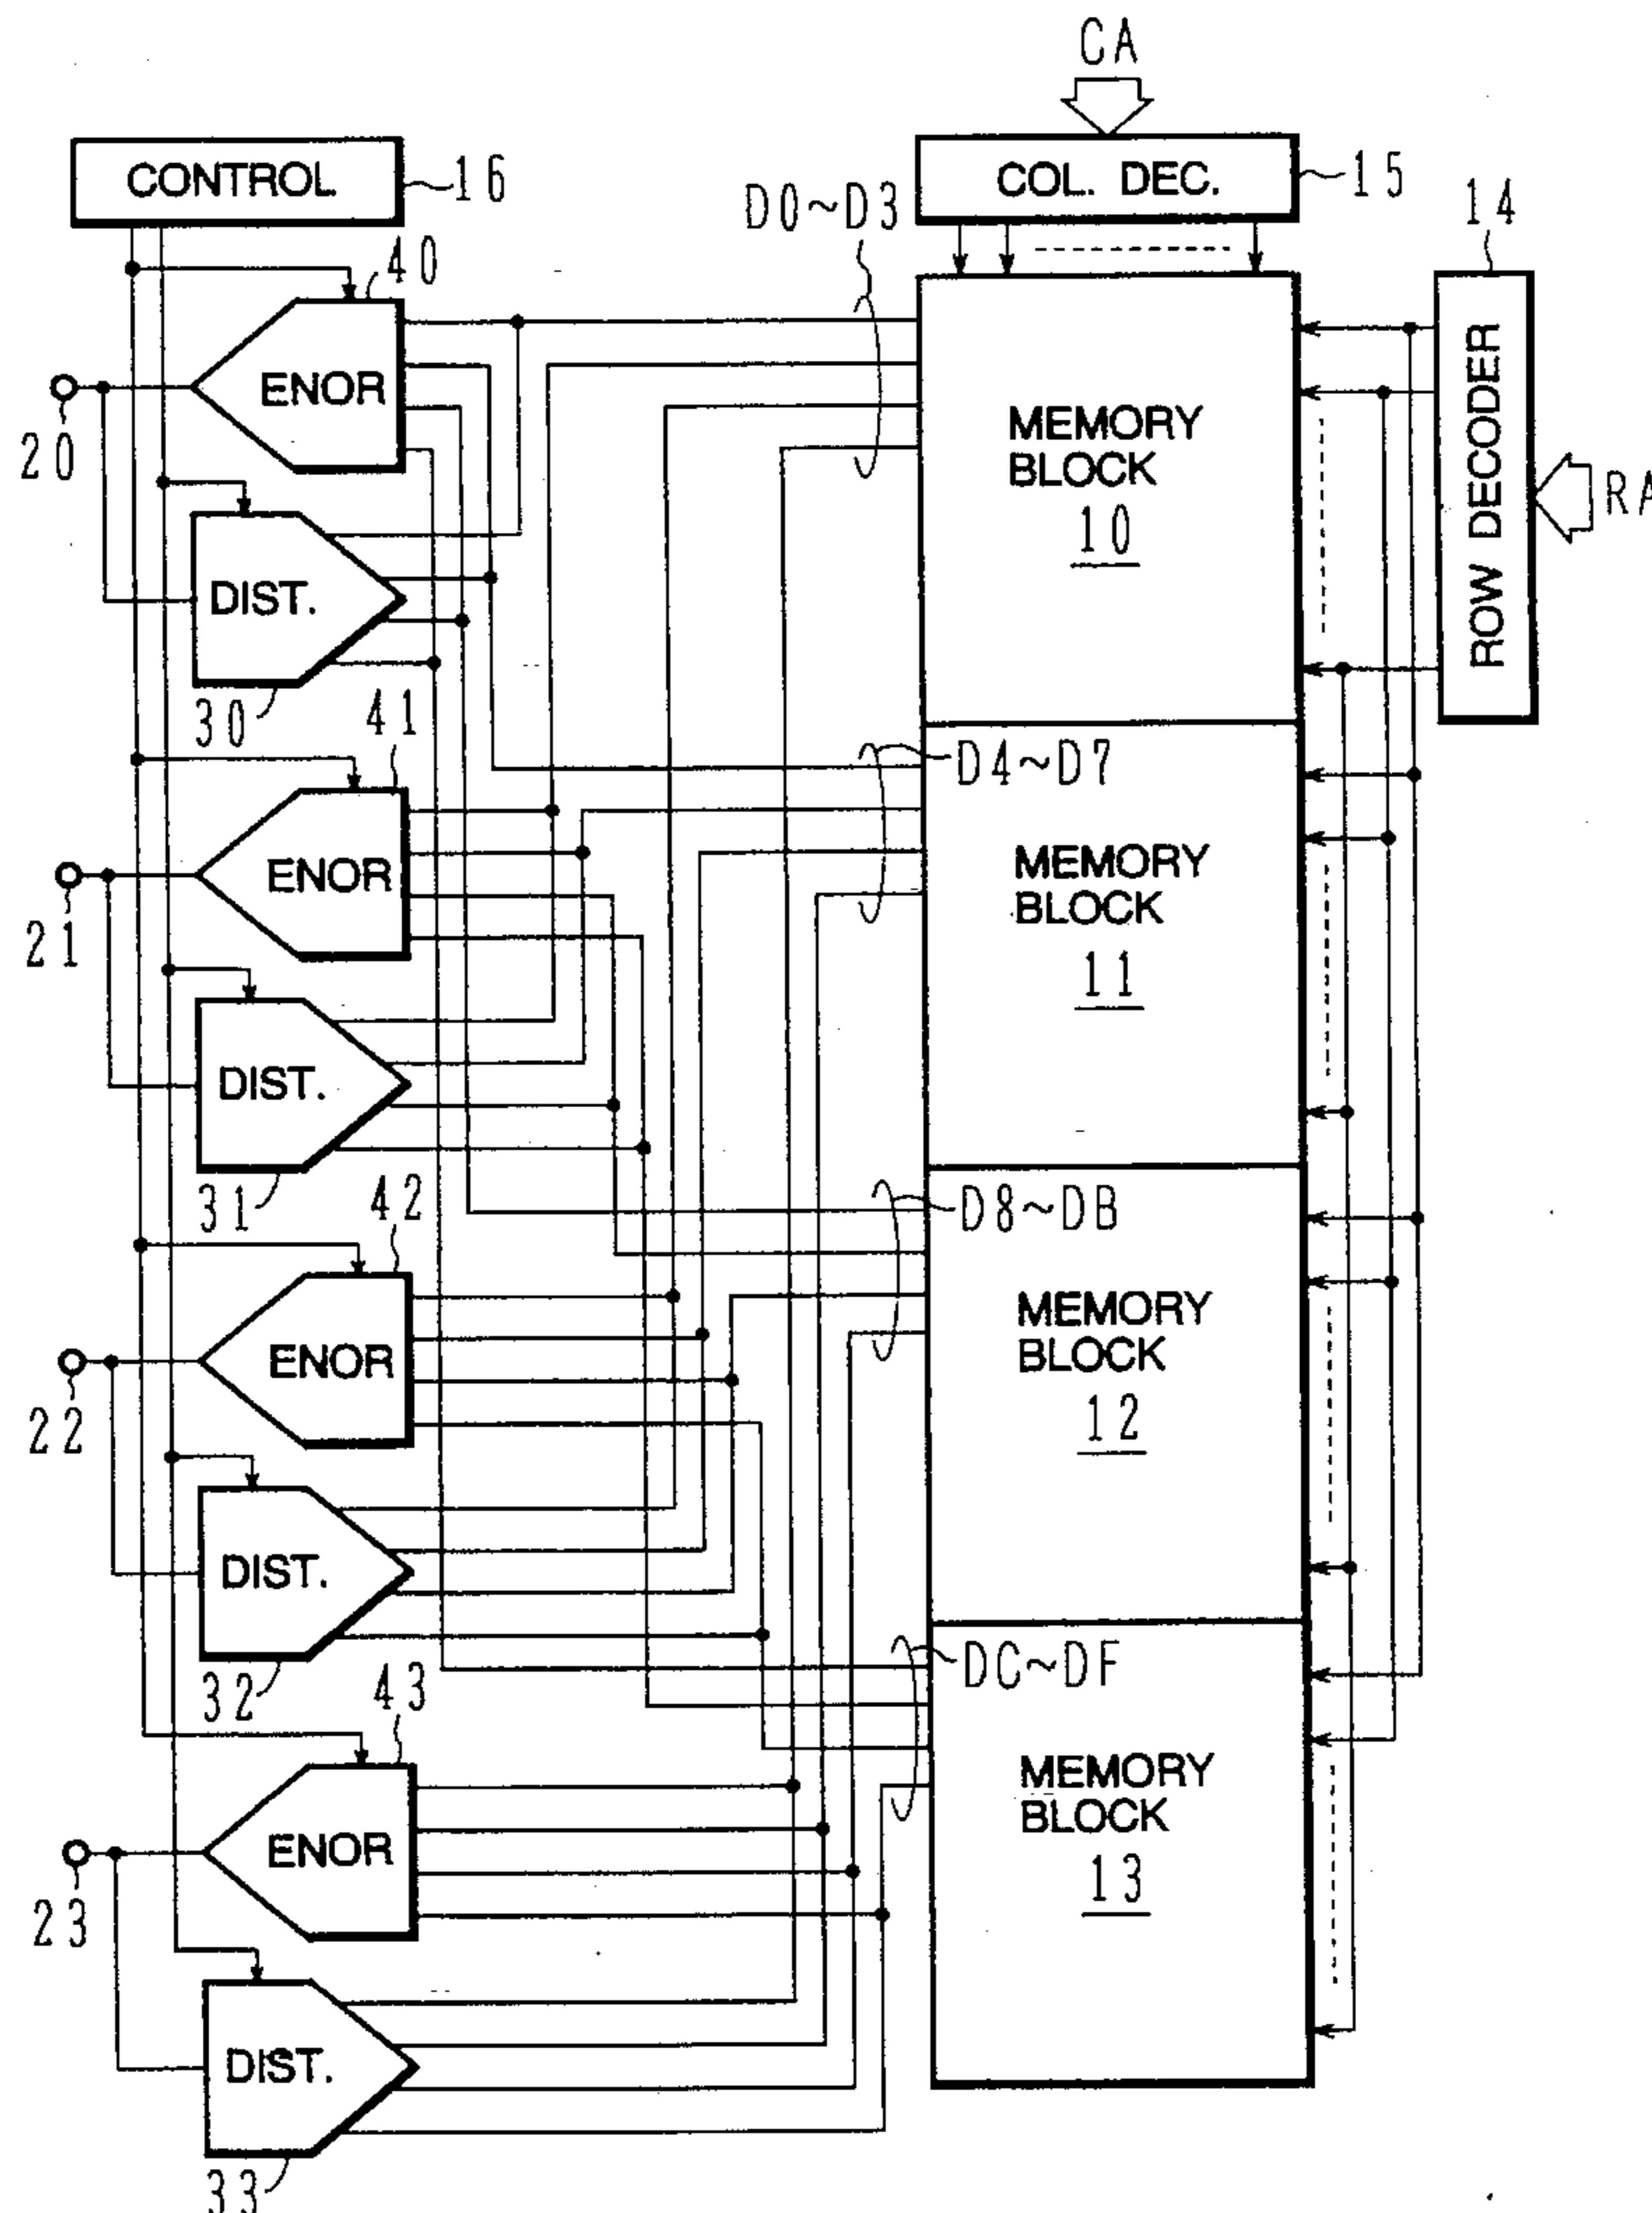 CA
CONTROL
16
COL. DEC.
15
D0~D3
14
40
ENOR
20
MEMORY
BLOCK
10
ROW DECODER
RA
DIST.
30
41
D4~D7
ENOR
21
MEMORY
BLOCK
11
DIST.
31
42
D8~DB
ENOR
22
MEMORY
BLOCK
12
DIST.
32
43
DC~DF
ENOR
23
MEMORY
BLOCK
13
DIST.
33